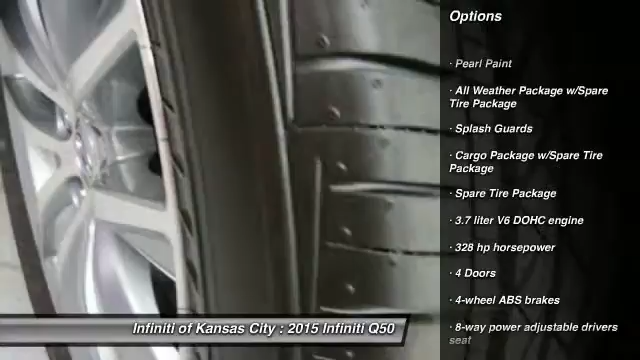 Options
· Pearl Paint
· All Weather Package w/Spare
Tire Package
· Splash Guards
· Cargo Package w/Spare Tire
Package
· Spare Tire Package
· 3.7 liter V6 DOHC engine
· 328 hp horsepower
· 4 Doors
· 4-wheel ABS brakes
· 8-way power adjustable drivers
seat
Infiniti of Kansas City : 2015 Infiniti Q50